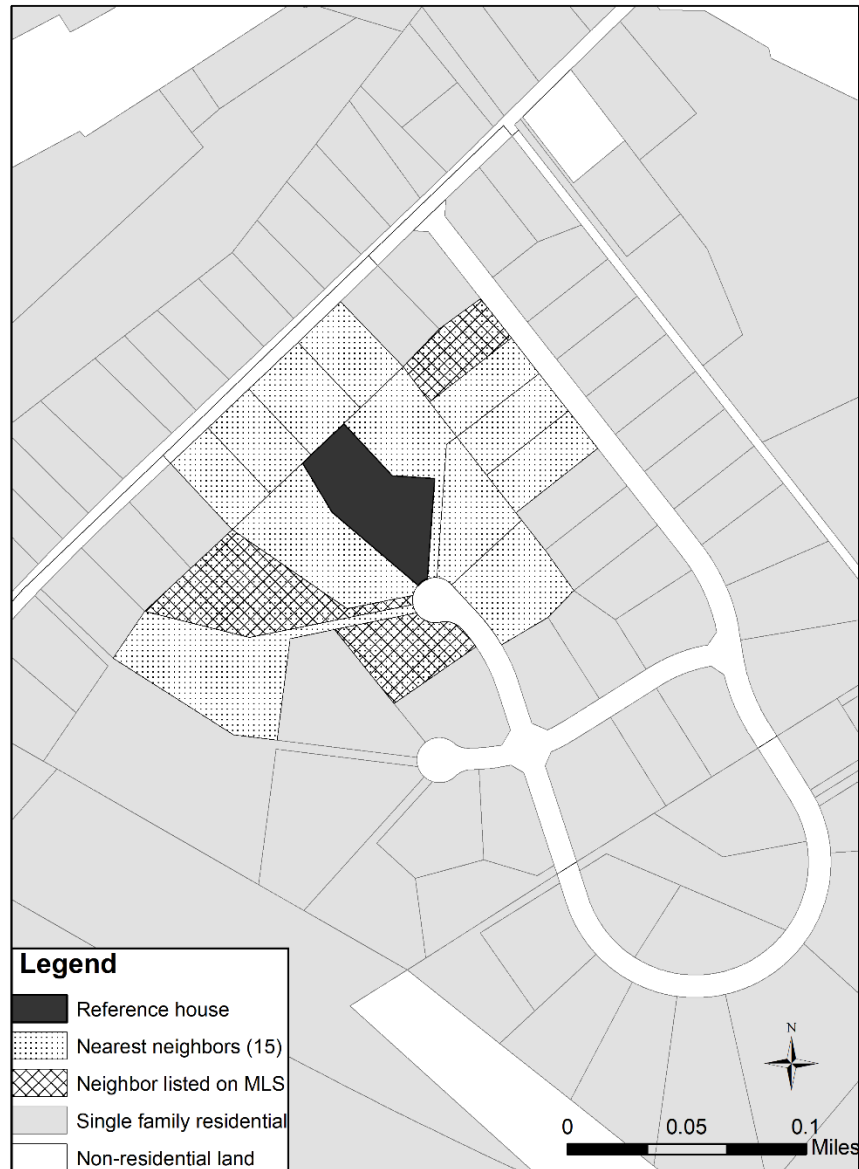 Legend
Reference house
Nearest neighbors (15)
Neighbor listed on MLS
Single family residential
Non-residential land
N
0 0.05 0.1
Miles